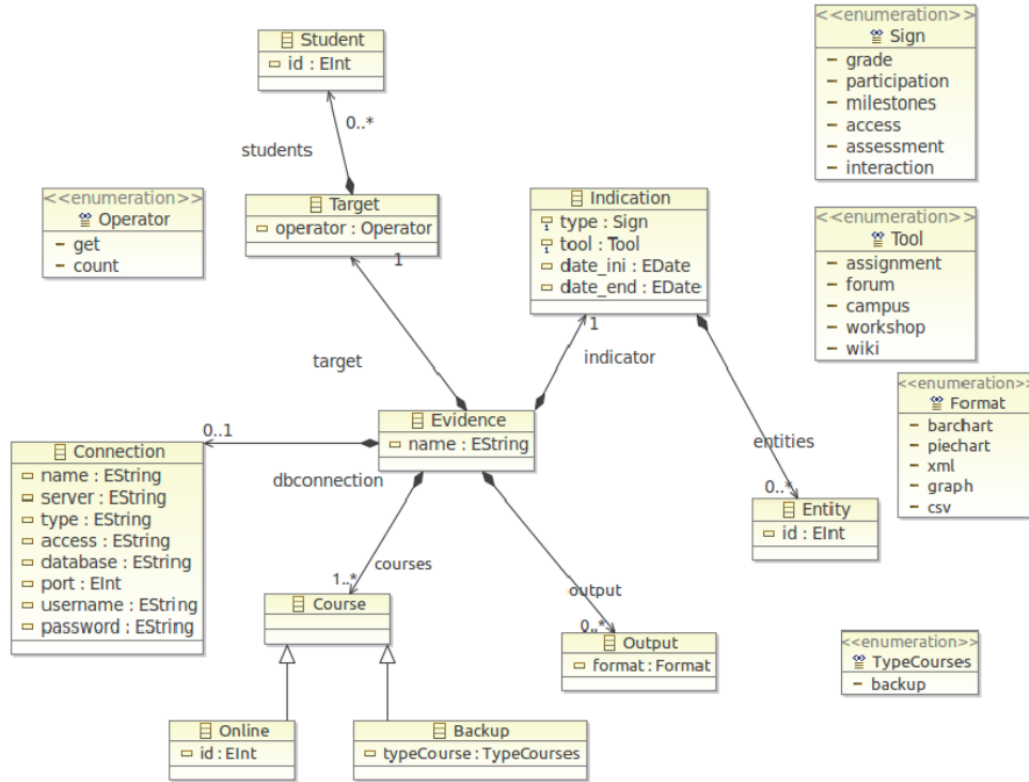 Student
id : EInt
0..*
students
<<enumeration>>
Operator
get
count
Target
operator : Operator
1
Indication
type : Sign
tool : Tool
date_ini : EDate
date_end : EDate
1
<<enumeration>>
Sign
grade
participation
milestones
access
assessment
interaction
<<enumeration>>
Tool
assignment
forum
campus
workshop
wiki
<<enumeration>>
Format
barchart
piechart
xml
graph
csv
target
indicator
Evidence
name : EString
0..1
dbconnection
Connection
name : EString
server : EString
type : EString
access : EString
database : EString
port : EInt
username : EString
password : EString
entities
0..*
Entity
id : EInt
courses
1..*
Course
output
0..*
Output
format : Format
<<enumeration>>
TypeCourses
backup
Online
id : EInt
Backup
typeCourse : TypeCourses